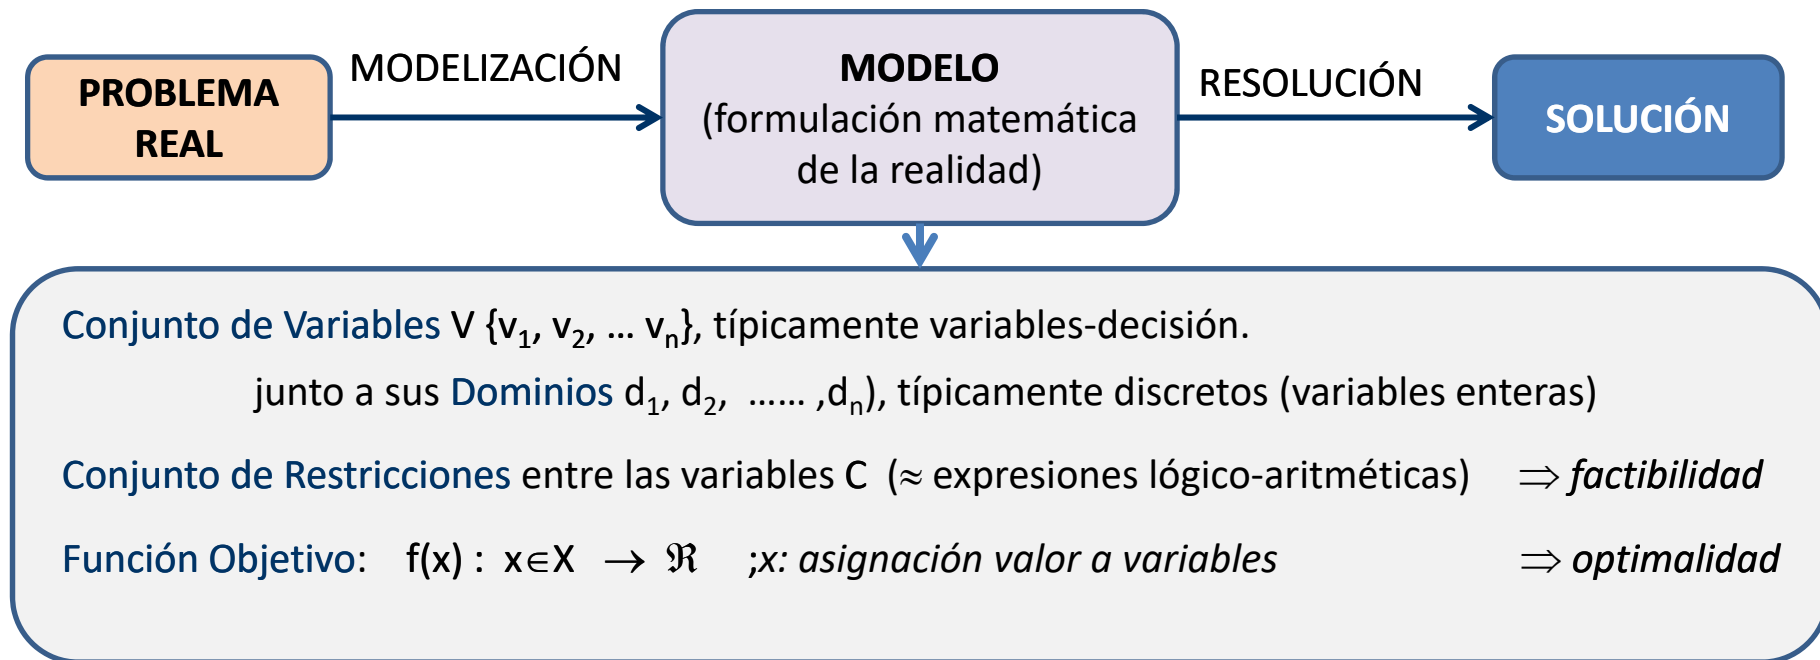 PROBLEMA
REAL
MODELIZACIÓN
MODELO
(formulación matemática
de la realidad)
RESOLUCIÓN
SOLUCIÓN
Conjunto de Variables V {v₁, v₂, ... vₙ}, típicamente variables-decisión.
junto a sus Dominios d₁, d₂, ...... ,dₙ), típicamente discretos (variables enteras)
Conjunto de Restricciones entre las variables C (≈ expresiones lógico-aritméticas) ⇒ factibilidad
Función Objetivo: f(x) : x∈X → ℜ ;x: asignación valor a variables ⇒ optimalidad